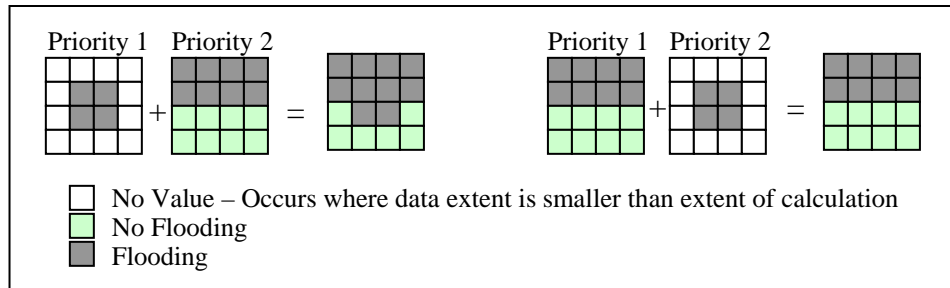 Priority 1 Priority 2 Priority 1 Priority 2
+ = + =
No Value – Occurs where data extent is smaller than extent of calculation
No Flooding
Flooding